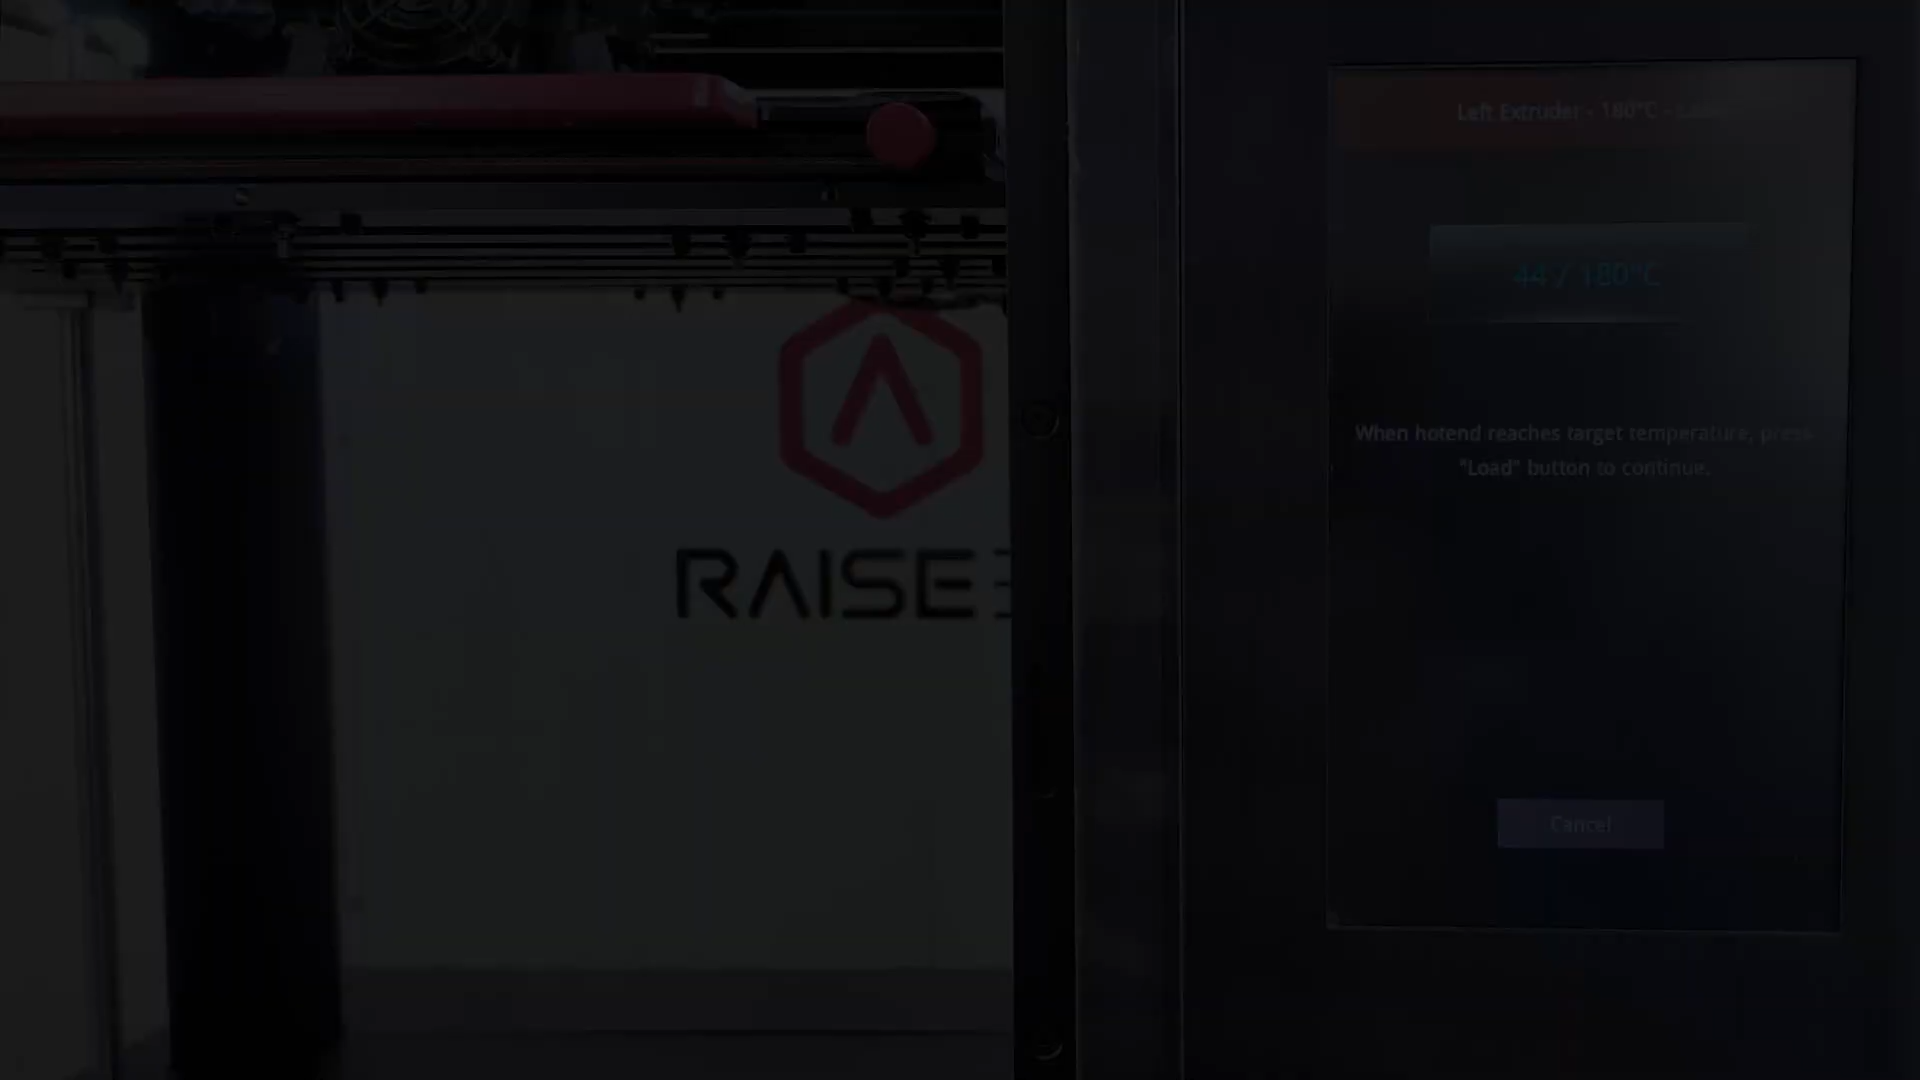 Left Extruder - 180°C - Load
44 / 180°C
When hotend reaches target temperature, press
"Load" button to continue.
RAISE
Cancel